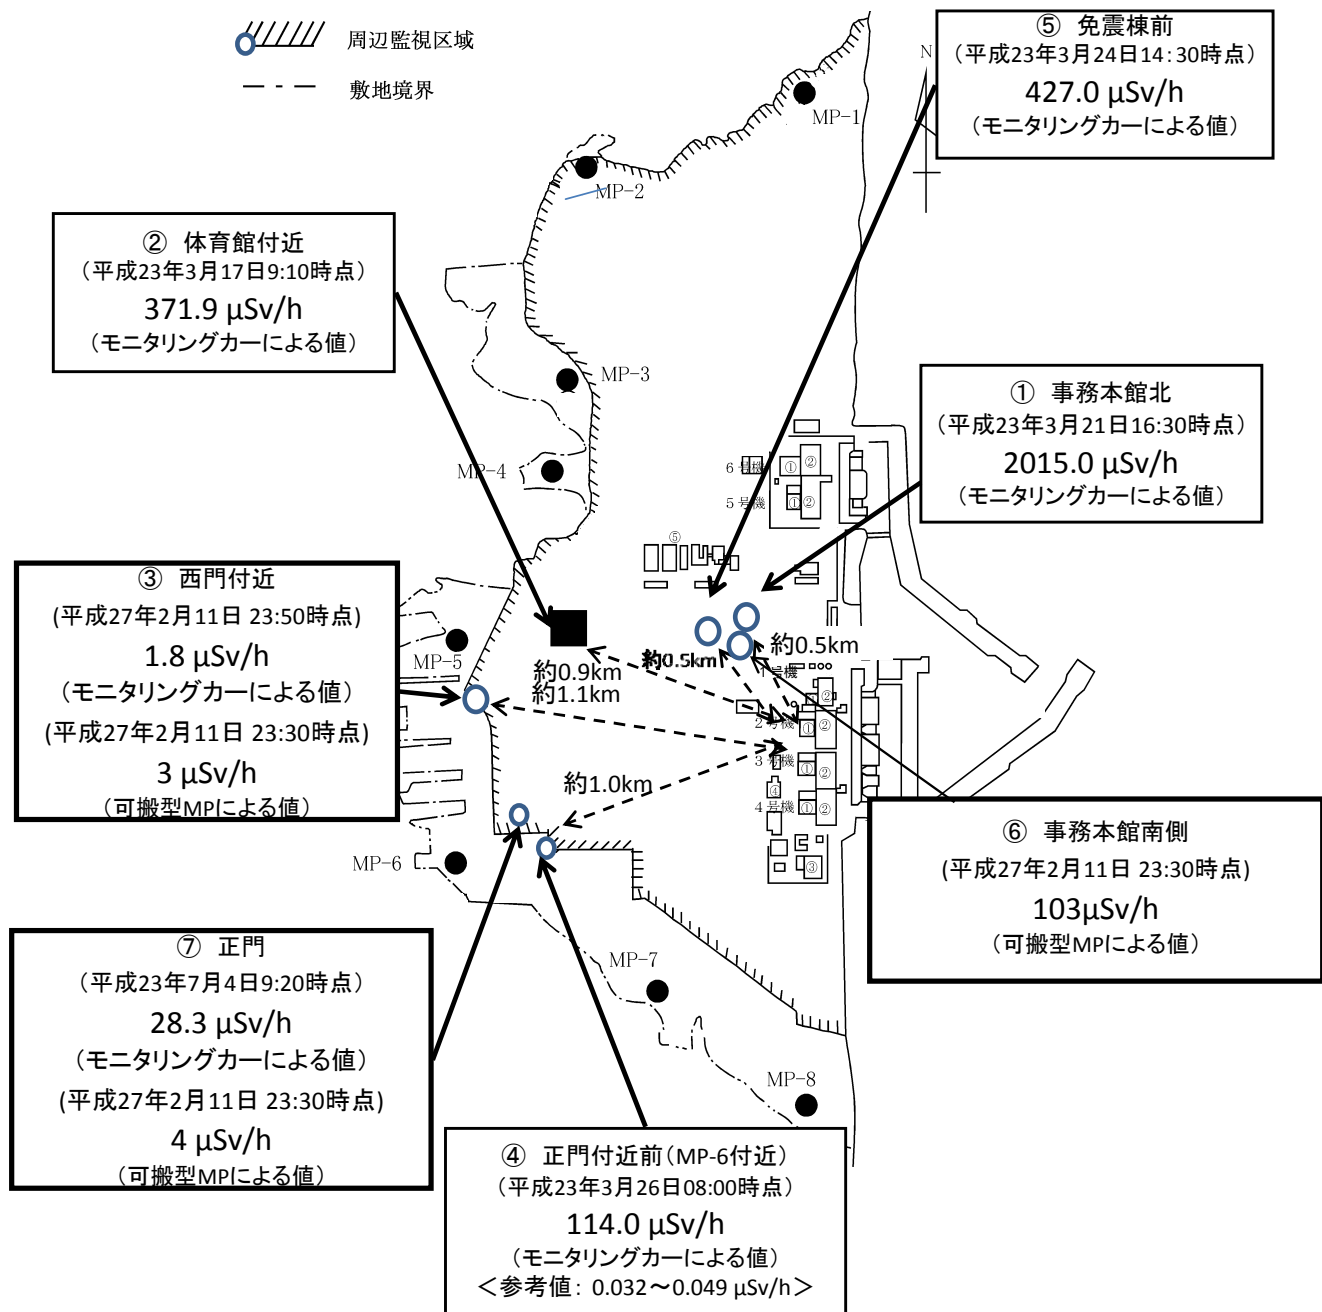 周辺監視区域
敷地境界
⑤ 免震棟前
(平成23年3月24日14:30時点)
427.0 μSv/h
(モニタリングカーによる値)
N
MP-1
MP-2
② 体育館付近
(平成23年3月17日9:10時点)
371.9 μSv/h
(モニタリングカーによる値)
MP-3
① 事務本館北
(平成23年3月21日16:30時点)
2015.0 μSv/h
(モニタリングカーによる値)
MP-4
6号機
① ②
5号機
① ②
⑤
③ 西門付近
(平成27年2月11日 23:50時点)
1.8 μSv/h
(モニタリングカーによる値)
(平成27年2月11日 23:30時点)
3 μSv/h
(可搬型MPによる値)
MP-5
約0.5km
約0.5km
約0.9km
約1.1km
1号機
②
2号機
① ②
3号機
① ②
④
4号機
① ②
③
約1.0km
MP-6
⑥ 事務本館南側
(平成27年2月11日 23:30時点)
103μSv/h
(可搬型MPによる値)
⑦ 正門
(平成23年7月4日9:20時点)
28.3 μSv/h
(モニタリングカーによる値)
(平成27年2月11日 23:30時点)
4 μSv/h
(可搬型MPによる値)
MP-7
MP-8
④ 正門付近前(MP-6付近)
(平成23年3月26日08:00時点)
114.0 μSv/h
(モニタリングカーによる値)
<参考値: 0.032～0.049 μSv/h>